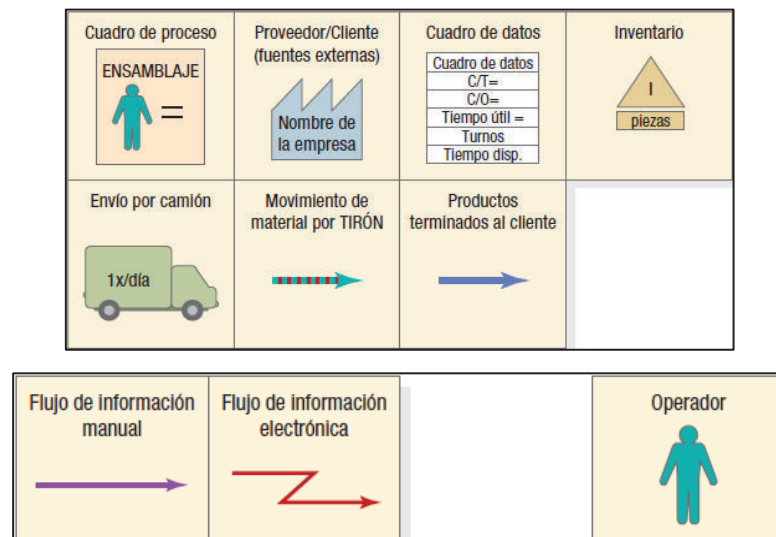 Cuadro de proceso
ENSAMBLAJE
=
Proveedor/Cliente
(fuentes externas)
Nombre de
la empresa
Cuadro de datos
Cuadro de datos
C/T=
C/O=
Tiempo útil =
Turnos
Tiempo disp.
Inventario
I
piezas
Envío por camión
1x/día
Movimiento de
material por TIRÓN
Productos
terminados al cliente
Flujo de información
manual
Flujo de información
electrónica
Operador